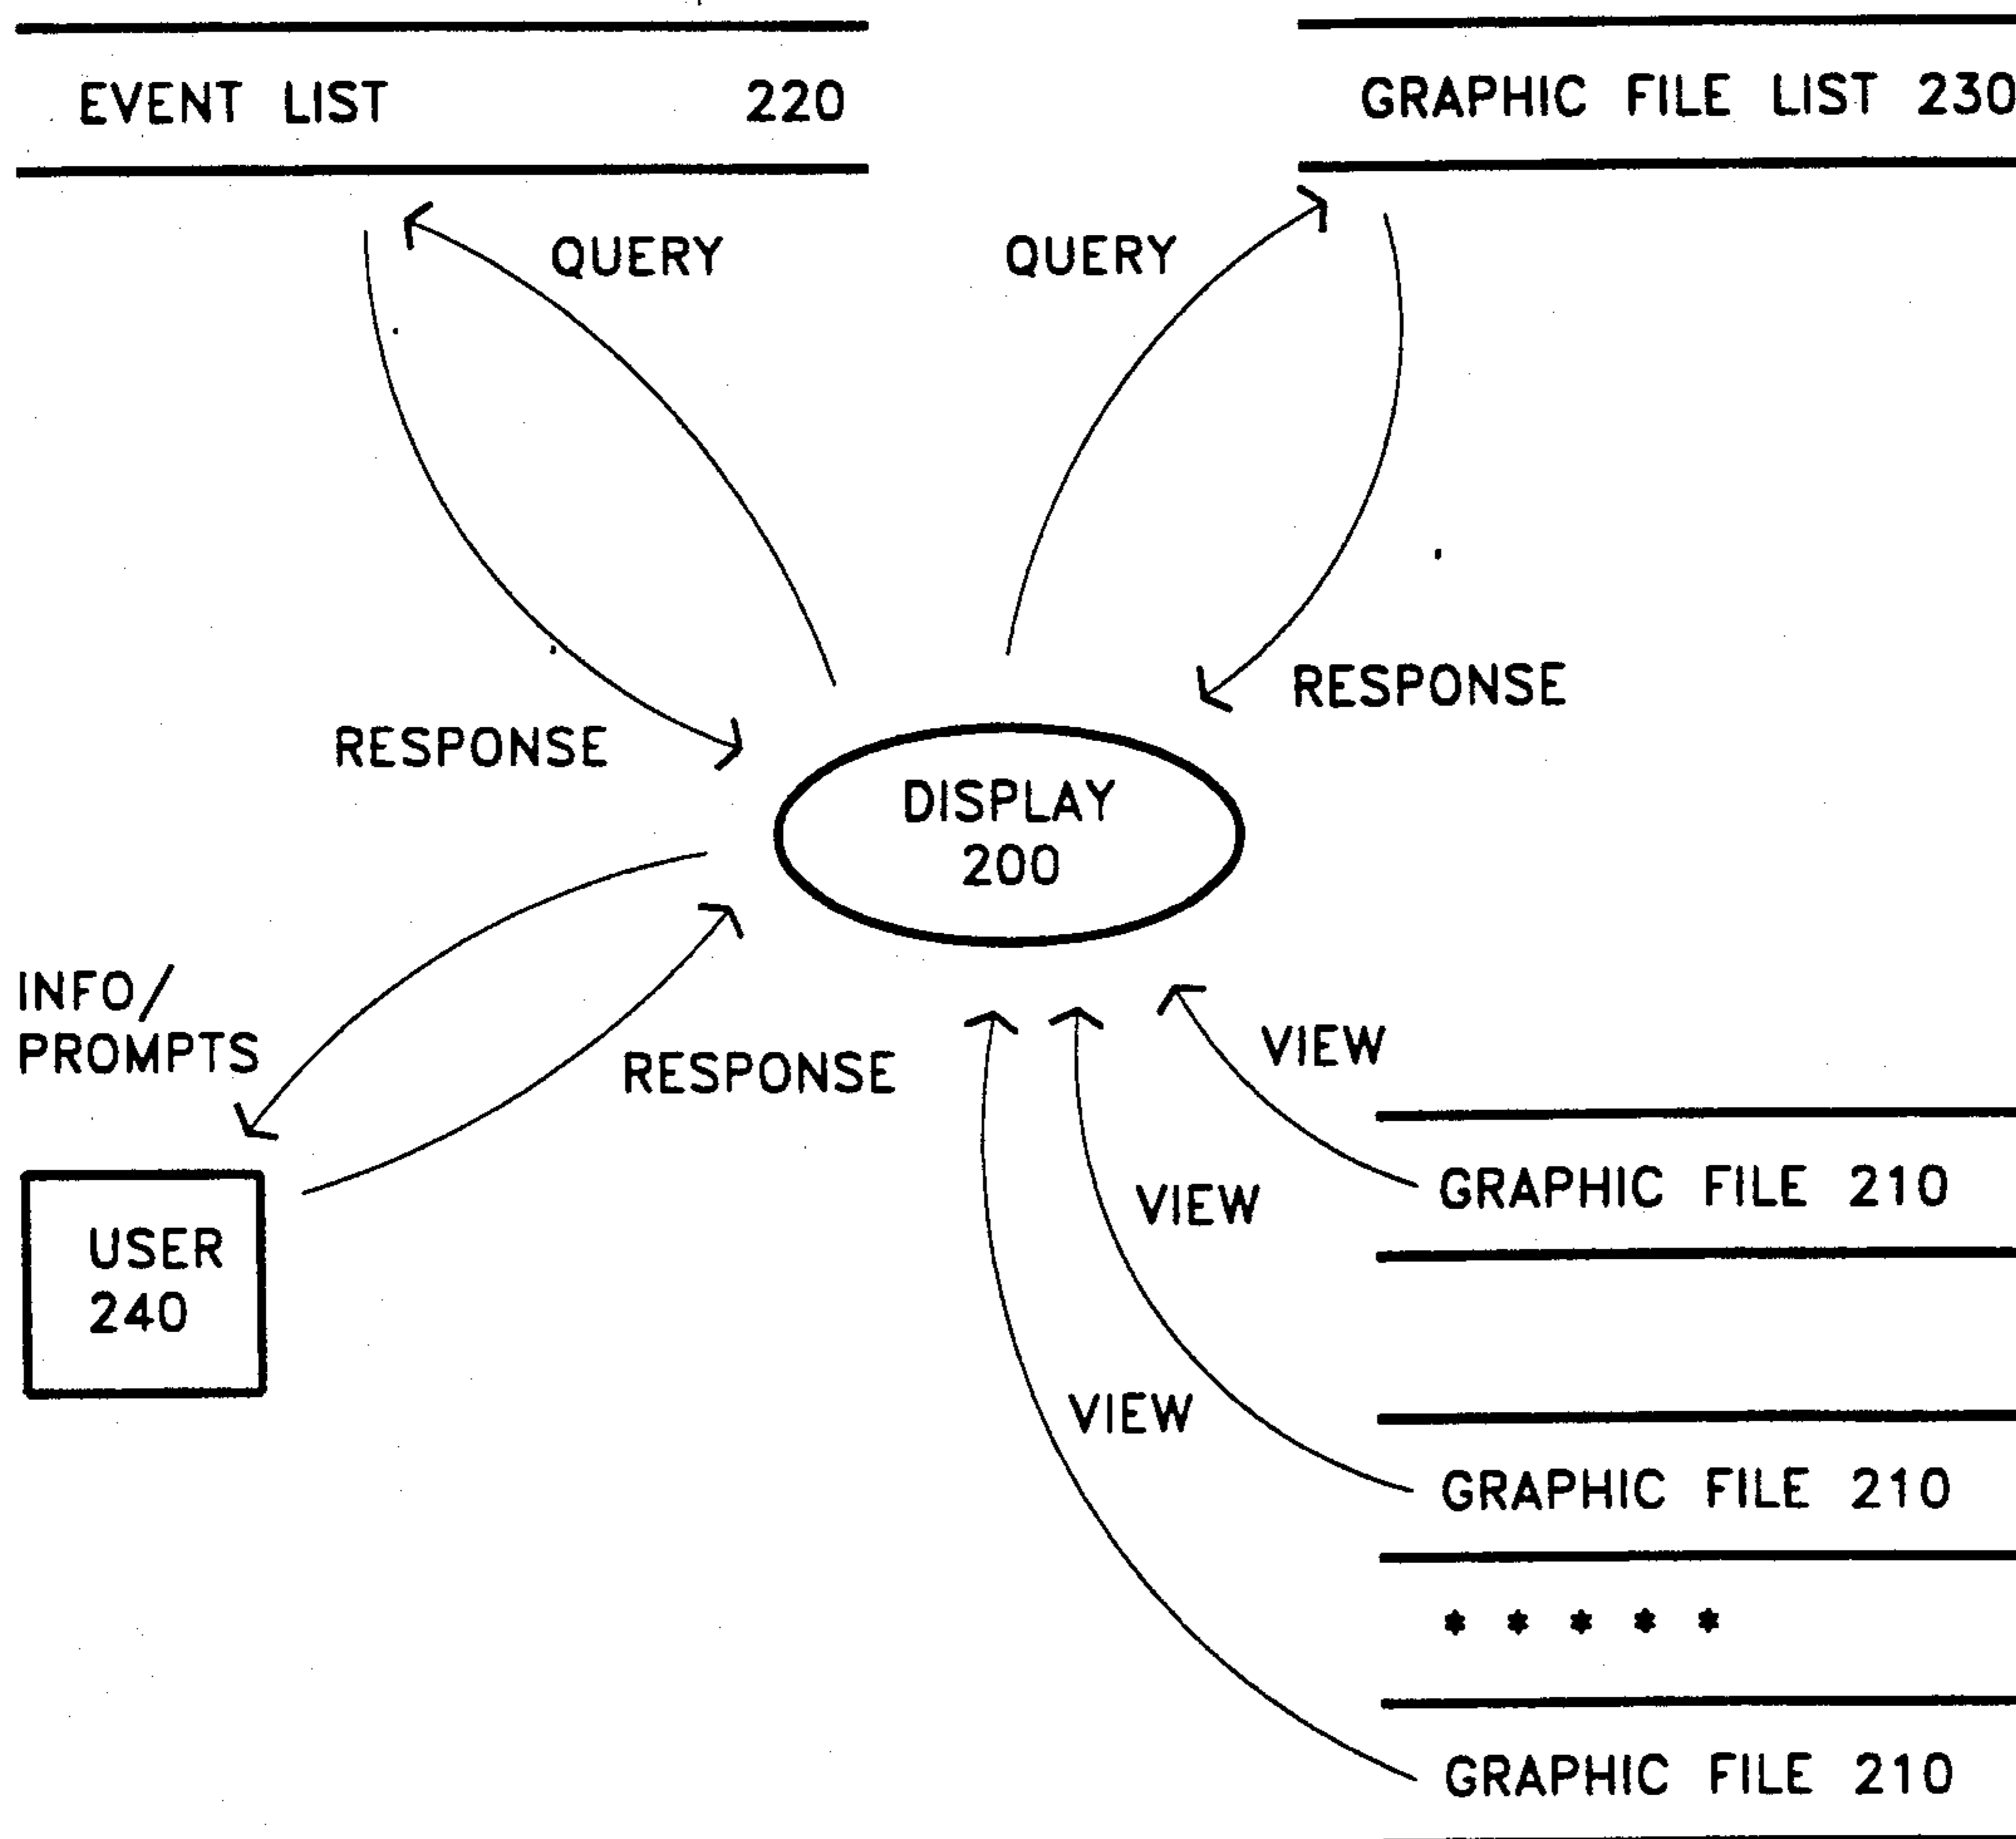 EVENT LIST 220
GRAPHIC FILE LIST 230
QUERY
QUERY
RESPONSE
RESPONSE
DISPLAY
200
INFO/
PROMPTS
RESPONSE
VIEW
USER
240
VIEW
GRAPHIC FILE 210
VIEW
GRAPHIC FILE 210
* * * * *
GRAPHIC FILE 210